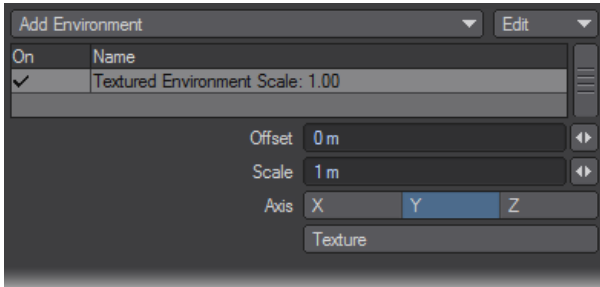 Add Environment Edit
On Name
Textured Environment Scale: 1.00
Offset 0 m
Scale 1 m
Axis X Y Z
Texture